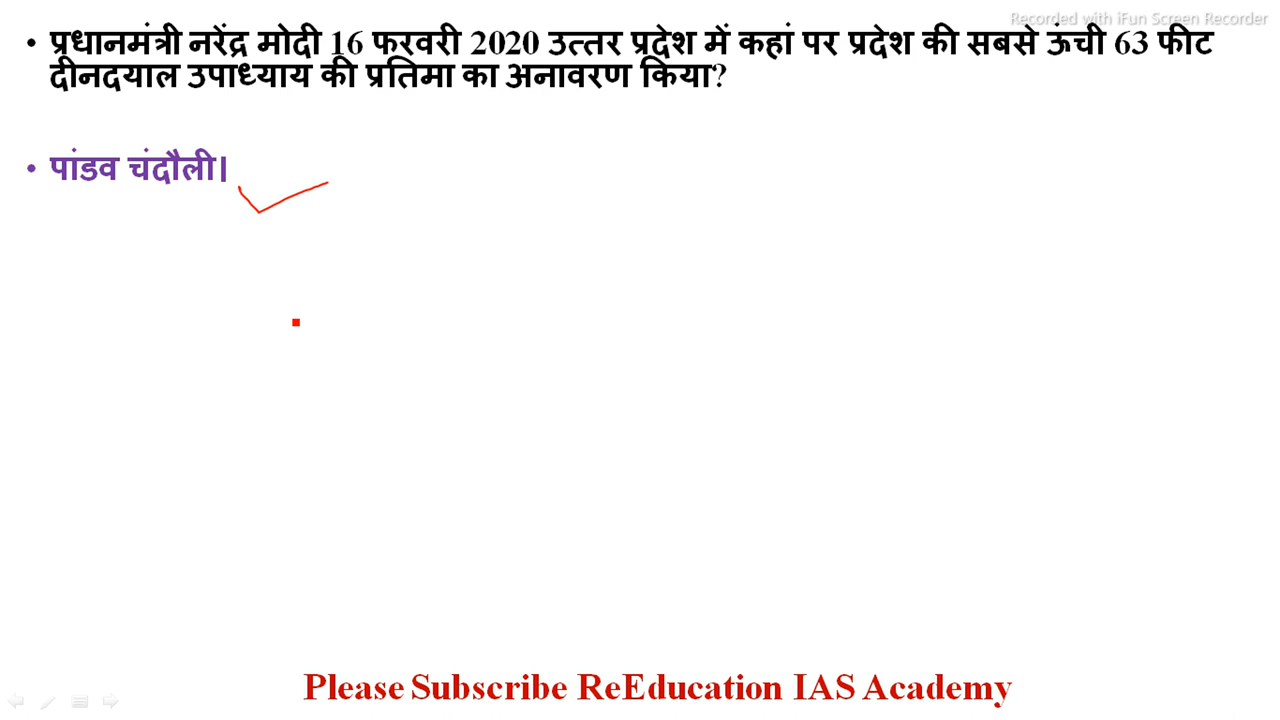 Recorded with iFun Screen Recorder
• प्रधानमंत्री नरेंद्र मोदी 16 फरवरी 2020 उत्तर प्रदेश में कहां पर प्रदेश की सबसे ऊंची 63 फीट
दीनदयाल उपाध्याय की प्रतिमा का अनावरण किया?
• पांडव चंदौली।
Please Subscribe ReEducation IAS Academy